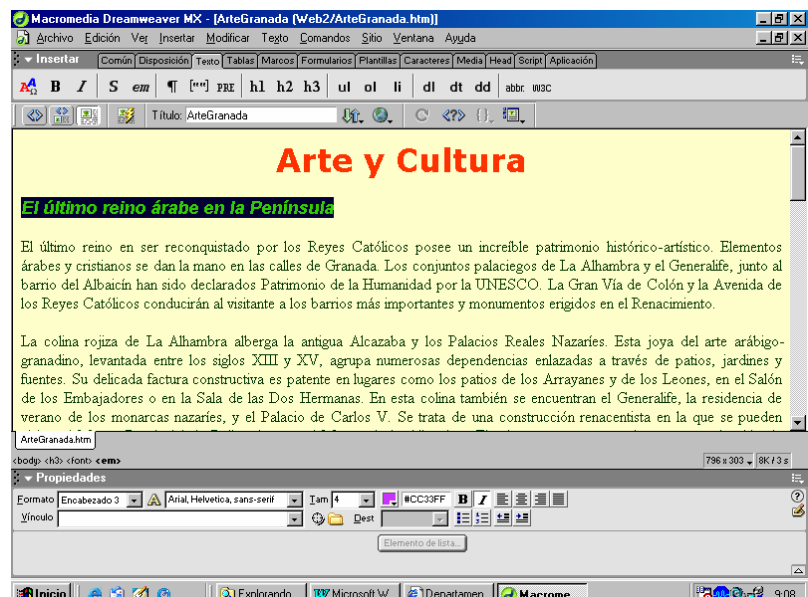 Macromedia Dreamweaver MX - [ArteGranada (Web2/ArteGranada.htm)]
Archivo Edición Ver Insertar Modificar Texto Comandos Sitio Ventana Ayuda
Insertar Común Disposición Texto Tablas Marcos Formularios Plantillas Caracteres Media Head Script Aplicación
B I S em ¶ [""] PRE h1 h2 h3 ul ol li dl dt dd abbr. W3C
Título: ArteGranada
Arte y Cultura
El último reino árabe en la Península
El último reino en ser reconquistado por los Reyes Católicos posee un increíble patrimonio histórico-artístico. Elementos
árabes y cristianos se dan la mano en las calles de Granada. Los conjuntos palaciegos de La Alhambra y el Generalife, junto al
barrio del Albaicín han sido declarados Patrimonio de la Humanidad por la UNESCO. La Gran Vía de Colón y la Avenida de
los Reyes Católicos conducirán al visitante a los barrios más importantes y monumentos erigidos en el Renacimiento.
La colina rojiza de La Alhambra alberga la antigua Alcazaba y los Palacios Reales Nazaríes. Esta joya del arte arábigo-
granadino, levantada entre los siglos XIII y XV, agrupa numerosas dependencias enlazadas a través de patios, jardines y
fuentes. Su delicada factura constructiva es patente en lugares como los patios de los Arrayanes y de los Leones, en el Salón
de los Embajadores o en la Sala de las Dos Hermanas. En esta colina también se encuentran el Generalife, la residencia de
verano de los monarcas nazaríes, y el Palacio de Carlos V. Se trata de una construcción renacentista en la que se pueden
ArteGranada.htm
<body> <h3> <font> <em> 796 x 303 8K / 3 s
Propiedades
Formato Encabezado 3 Arial, Helvetica, sans-serif Tam 4 #CC33FF B I
Vínculo Dest
Elemento de lista...
Inicio Explorando Microsoft W Departamen Macrome 9:08